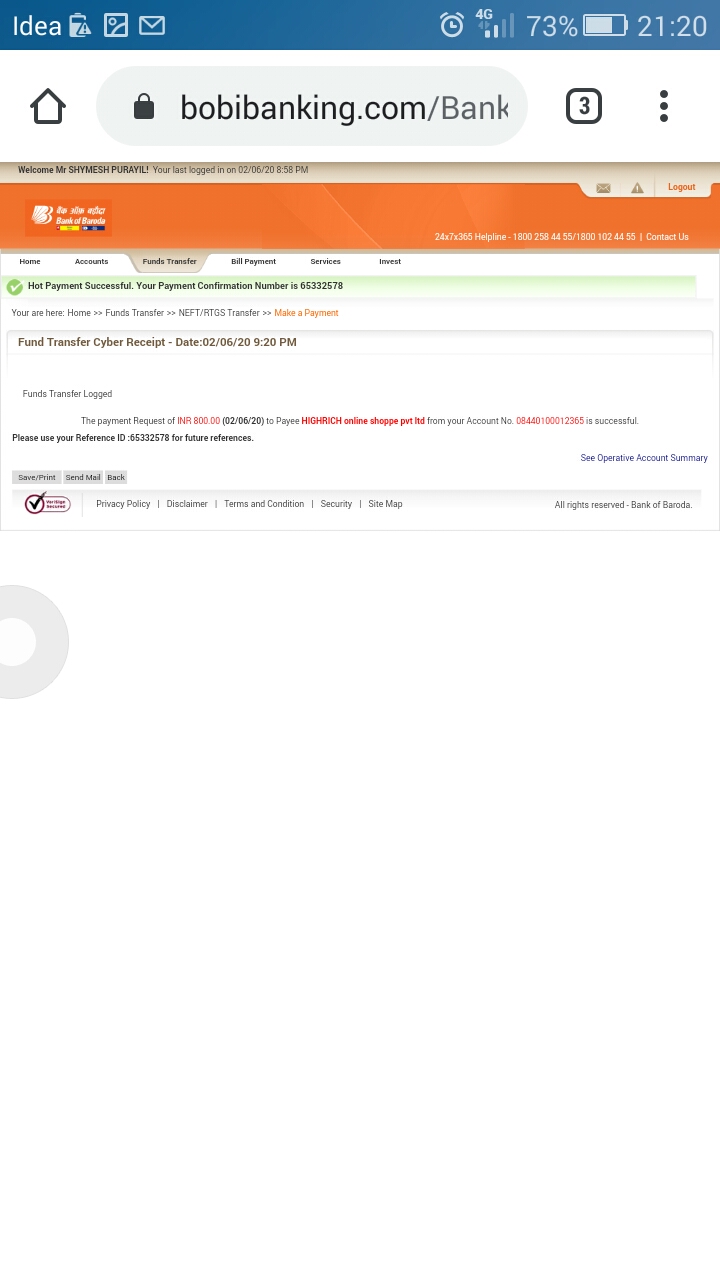 Idea 4G 73% 21:20
bobibanking.com/Bank 3
Welcome Mr SHYMESH PURAYIL! Your last logged in on 02/06/20 8:58 PM
Logout
बैंक ऑफ़ बड़ौदा
Bank of Baroda
24x7x365 Helpline - 1800 258 44 55/1800 102 44 55 | Contact Us
Home Accounts Funds Transfer Bill Payment Services Invest
Hot Payment Successful. Your Payment Confirmation Number is 65332578
You are here: Home >> Funds Transfer >> NEFT/RTGS Transfer >> Make a Payment
Fund Transfer Cyber Receipt - Date:02/06/20 9:20 PM
Funds Transfer Logged
The payment Request of INR 800.00 (02/06/20) to Payee HIGHRICH online shoppe pvt ltd from your Account No. 08440100012365 is successful.
Please use your Reference ID :65332578 for future references.
See Operative Account Summary
Save/Print Send Mail Back
VeriSign Secured
Privacy Policy | Disclaimer | Terms and Condition | Security | Site Map All rights reserved - Bank of Baroda.